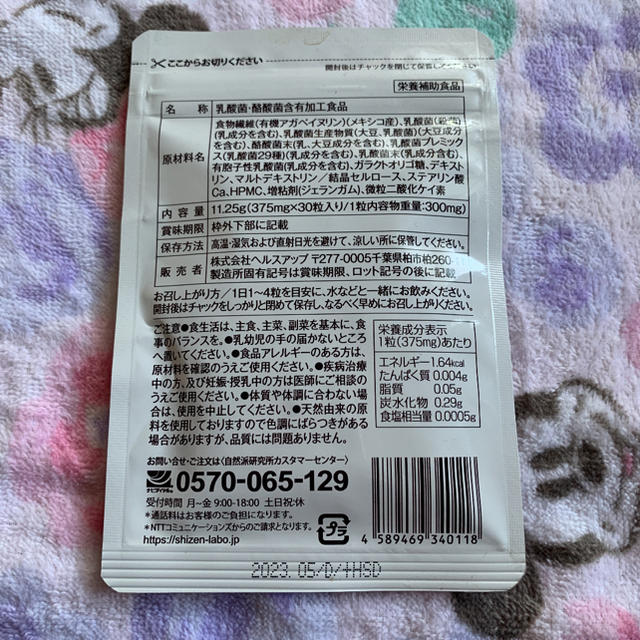 ここからお切りください
開封後はチャックを閉じて保管して
栄養補助食品
名 称 乳酸菌・酪酸菌含有加工食品
原材料名 食物繊維(有機アガベイヌリン)(メキシコ産)、乳酸菌(殺菌)
(乳成分を含む)、乳酸菌生産物質(大豆、乳酸菌)(大豆成分
を含む)、酪酸菌末(乳、大豆成分を含む)、乳酸菌プレミック
ス(乳酸菌29種)(乳成分を含む)、乳酸菌末(乳成分含む)、
有胞子性乳酸菌(乳成分を含む)、ガラクトオリゴ糖、デキスト
リン、マルトデキストリン/結晶セルロース、ステアリン酸
Ca、HPMC、増粘剤(ジェランガム)、微粒二酸化ケイ素
内 容 量 11.25g(375mg×30粒入り/1粒内容物重量:300mg)
賞味期限 枠外下部に記載
保存方法 高温・湿気および直射日光を避けて、涼しい所に保管してください。
販 売 者 株式会社ヘルスアップ 〒277-0005千葉県柏市柏260-
製造所固有記号は賞味期限、ロット記号の後に記載
お召し上がり方/1日1~4粒を目安に、水などと一緒にお飲みください。
開封後はチャックをしっかりと閉めて保存し、なるべく早めにお召し上がりください。
ご注意●食生活は、主食、主菜、副菜を基本に、食
事のバランスを。●乳幼児の手の届かないところ
へ置いてください。●食品アレルギーのある方は、
原材料を確認のうえご使用ください。●疾病治療
中の方、及び妊娠・授乳中の方は医師にご相談の
うえご使用ください。●体質や体調に合わない場
合は、使用を中止してください。●天然由来の原
料を使用しておりますので色調にばらつきがある
場合がありますが、品質には問題ありません。
栄養成分表示
1粒(375mg)あたり
エネルギー 1.64kcal
たんぱく質 0.004g
脂質 0.05g
炭水化物 0.29g
食塩相当量 0.0005g
お問い合せ・ご注文は〈自然派研究所カスタマーセンター〉
ナビダイヤル 0570-065-129
受付時間 月~金 9:00-18:00 土日祝/休
*通話料はお客様のご負担になります。
*NTTコミュニケーションズからのご請求となります。
https://shizen-labo.jp/
プラ
4 589469 340118
2023.05/D/+HSD